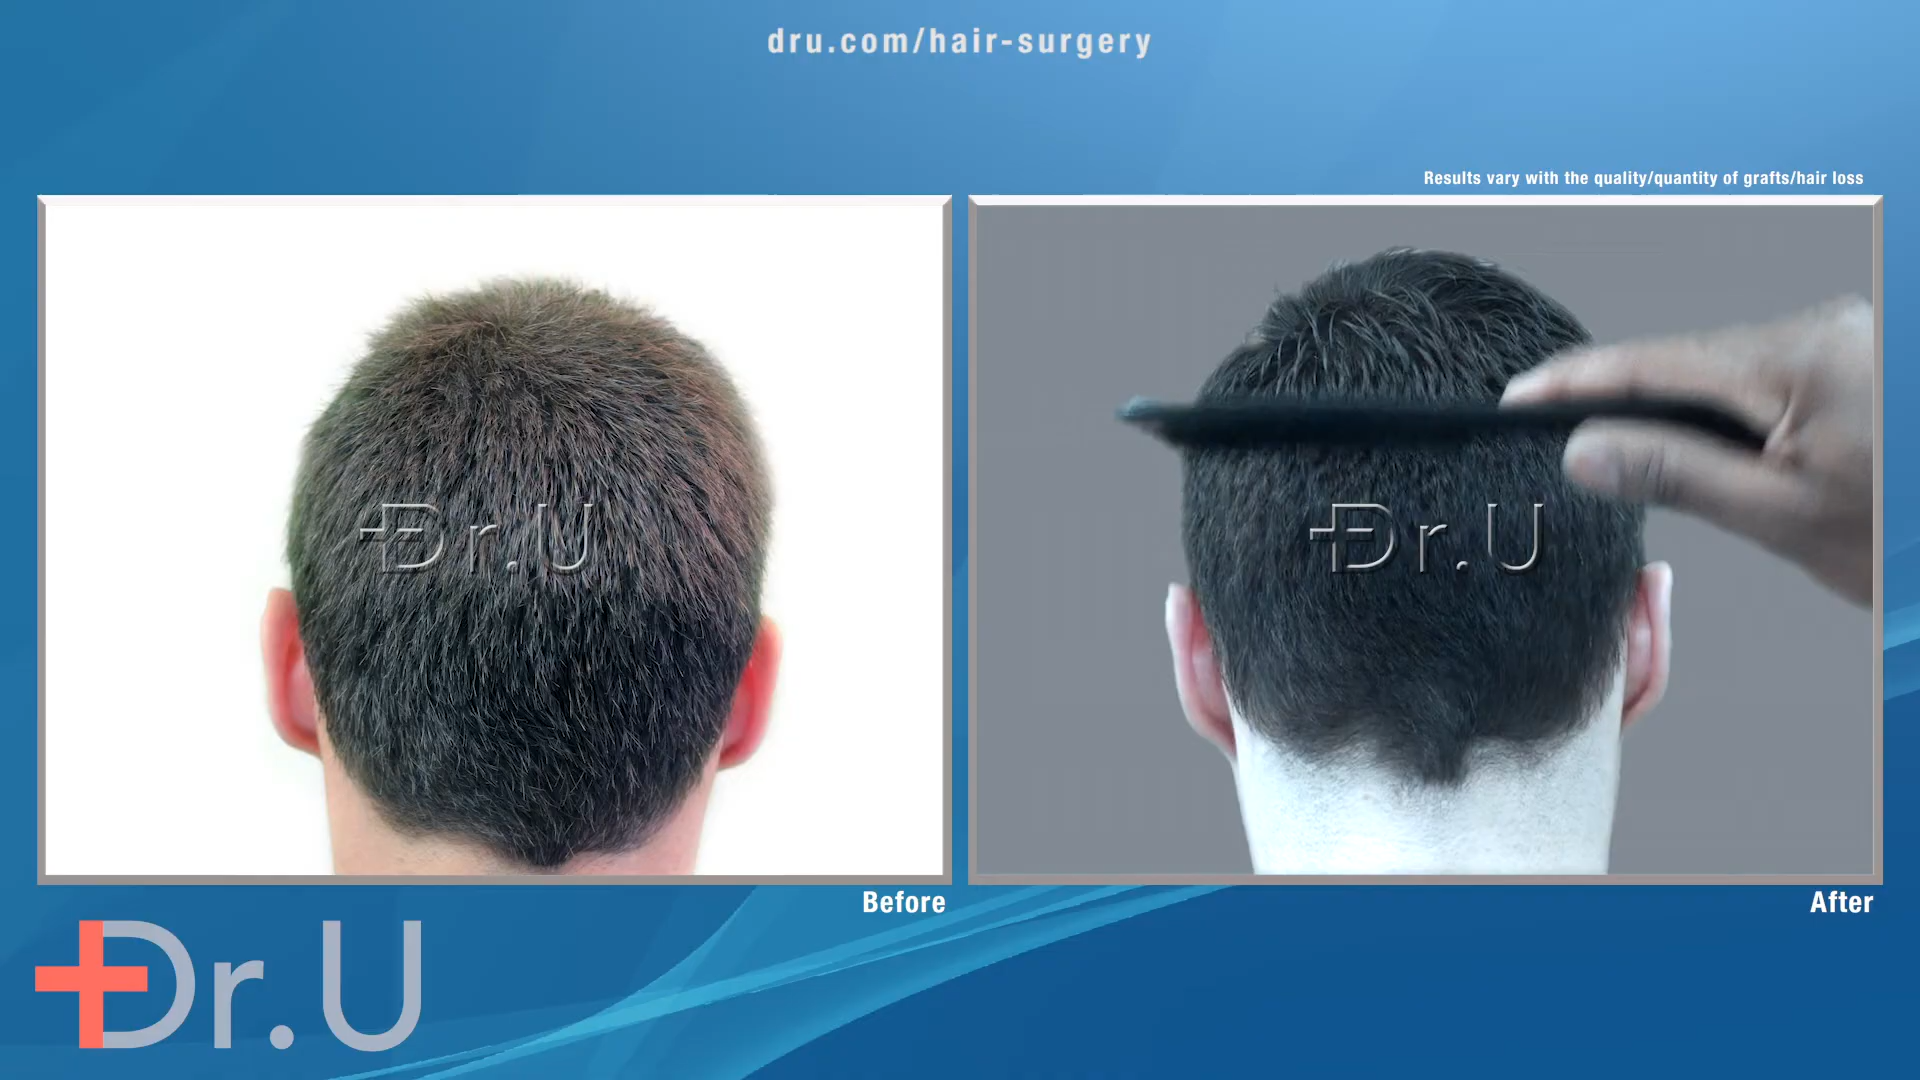 dru.com/hair-surgery
Results vary with the quality/quantity of grafts/hair loss
Dr.U
Dr.U
Before
After
Dr.U